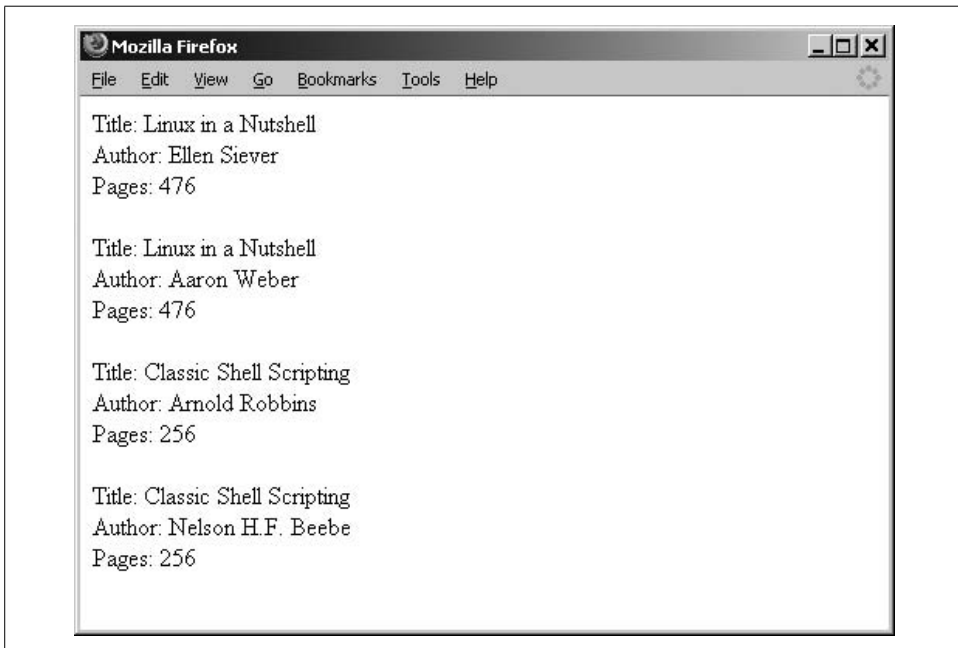 Mozilla Firefox
File Edit View Go Bookmarks Tools Help
Title: Linux in a Nutshell
Author: Ellen Siever
Pages: 476
Title: Linux in a Nutshell
Author: Aaron Weber
Pages: 476
Title: Classic Shell Scripting
Author: Arnold Robbins
Pages: 256
Title: Classic Shell Scripting
Author: Nelson H.F. Beebe
Pages: 256